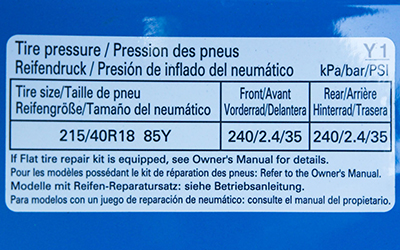 Tire pressure / Pression des pneus Y1
Reifendruck / Presión de inflado del neumático kPa/bar/PSI
Tire size/Taille de pneu Front/Avant Rear/Arrière
Reifengröße/Tamaño del neumático Vorderrad/Delantera Hinterrad/Trasera
215/40R18 85Y 240/2.4/35 240/2.4/35
If Flat tire repair kit is equipped, see Owner's Manual for details.
Pour les modèles possédant le kit de réparation des pneus: Refer to the Owner's Manual.
Modelle mit Reifen-Reparatursatz: siehe Betriebsanleitung.
Para modelos con un juego de reparación de neumático: consulte el manual del propietario.